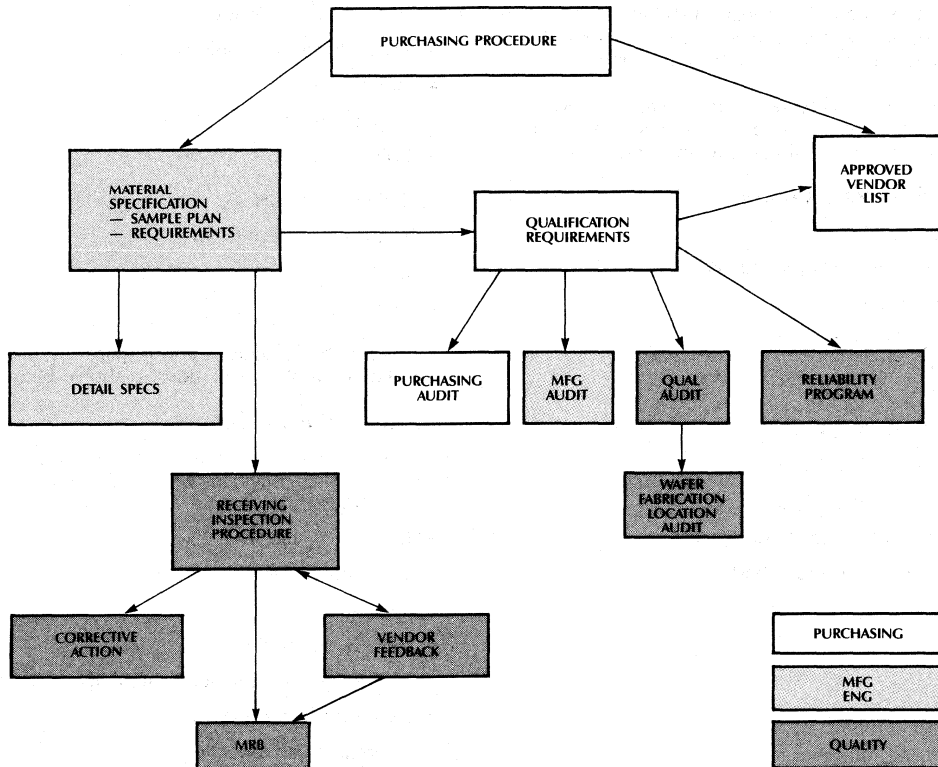 PURCHASING PROCEDURE
MATERIAL
SPECIFICATION
— SAMPLE PLAN
— REQUIREMENTS
QUALIFICATION
REQUIREMENTS
APPROVED
VENDOR
LIST
DETAIL SPECS
PURCHASING
AUDIT
MFG
AUDIT
QUAL
AUDIT
RELIABILITY
PROGRAM
RECEIVING
INSPECTION
PROCEDURE
WAFER
FABRICATION
LOCATION
AUDIT
CORRECTIVE
ACTION
VENDOR
FEEDBACK
MRB
PURCHASING
MFG
ENG
QUALITY